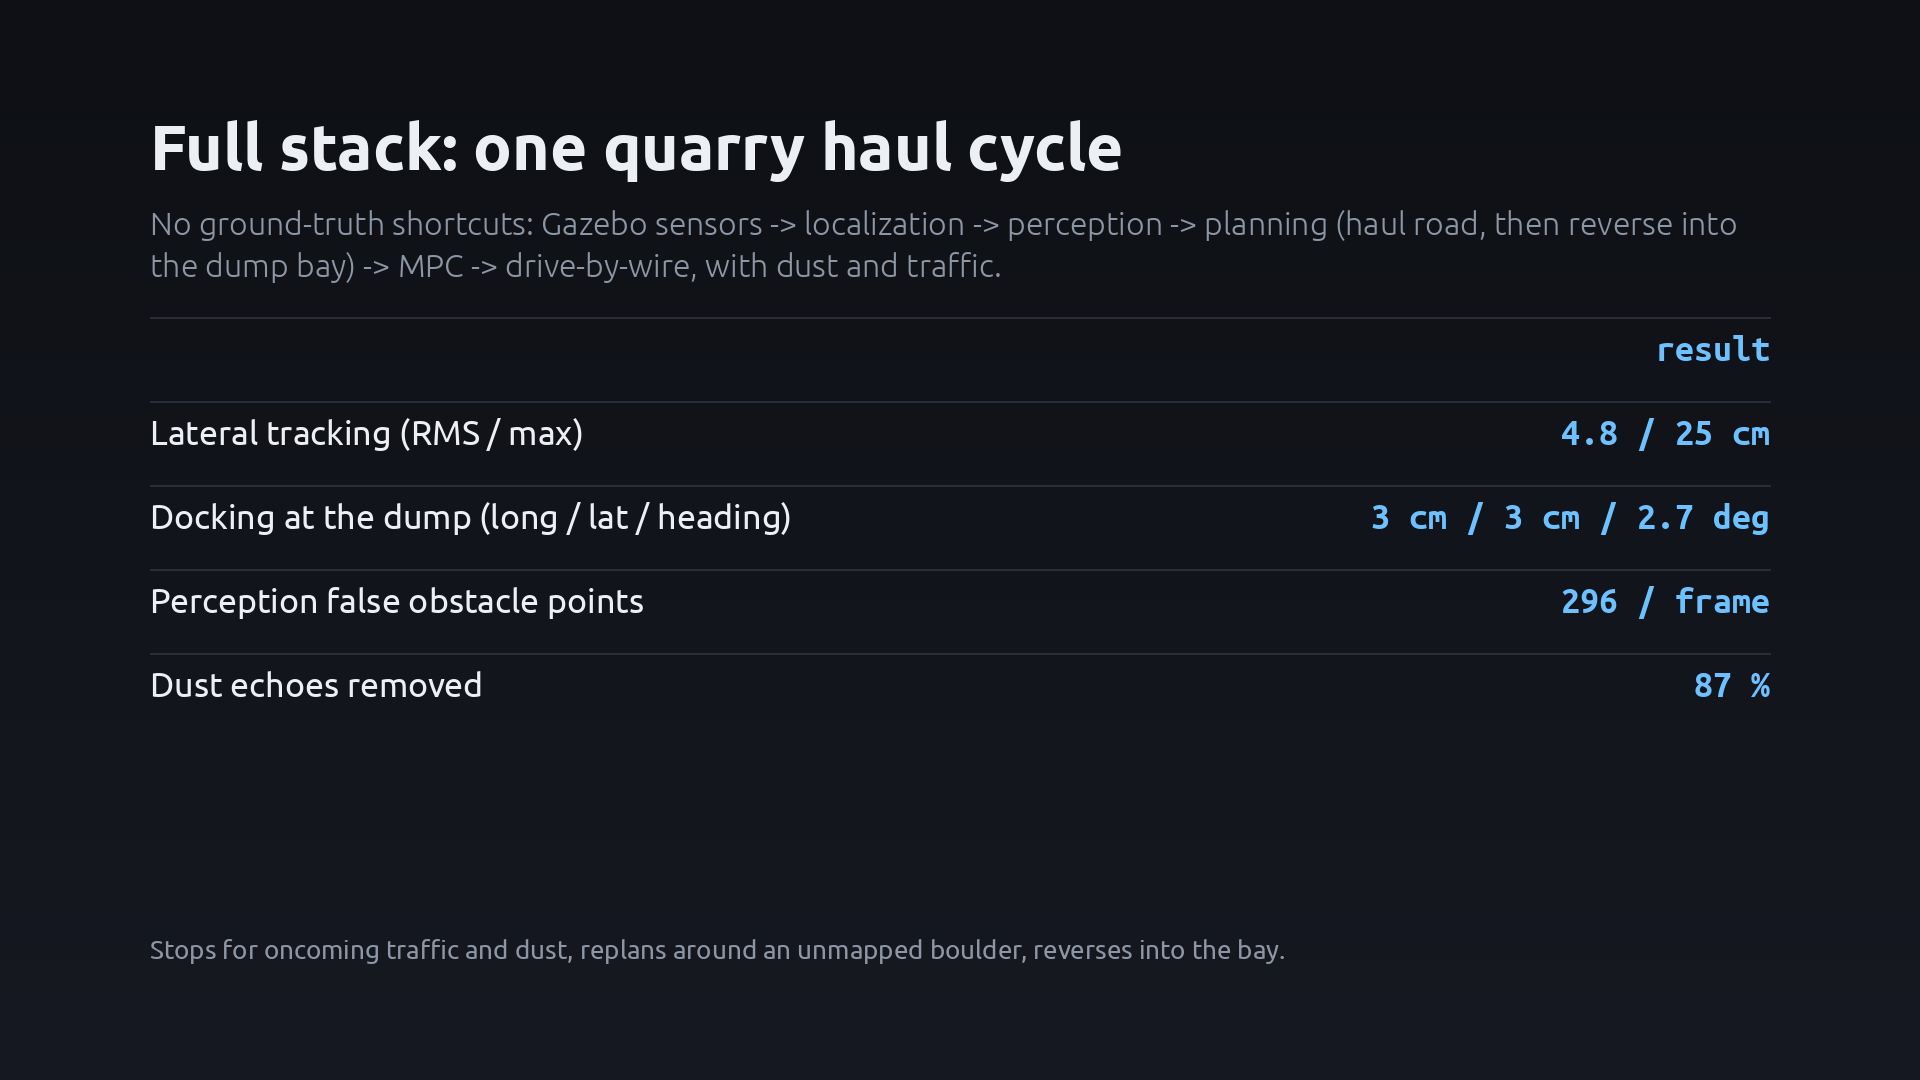 Full stack: one quarry haul cycle
No ground-truth shortcuts: Gazebo sensors -> localization -> perception -> planning (haul road, then reverse into
the dump bay) -> MPC -> drive-by-wire, with dust and traffic.
result
Lateral tracking (RMS / max) 4.8 / 25 cm
Docking at the dump (long / lat / heading) 3 cm / 3 cm / 2.7 deg
Perception false obstacle points 296 / frame
Dust echoes removed 87 %
Stops for oncoming traffic and dust, replans around an unmapped boulder, reverses into the bay.